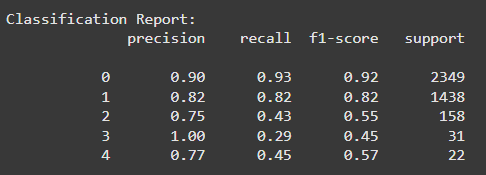 Classification Report:
precision recall f1-score support
0 0.90 0.93 0.92 2349
1 0.82 0.82 0.82 1438
2 0.75 0.43 0.55 158
3 1.00 0.29 0.45 31
4 0.77 0.45 0.57 22